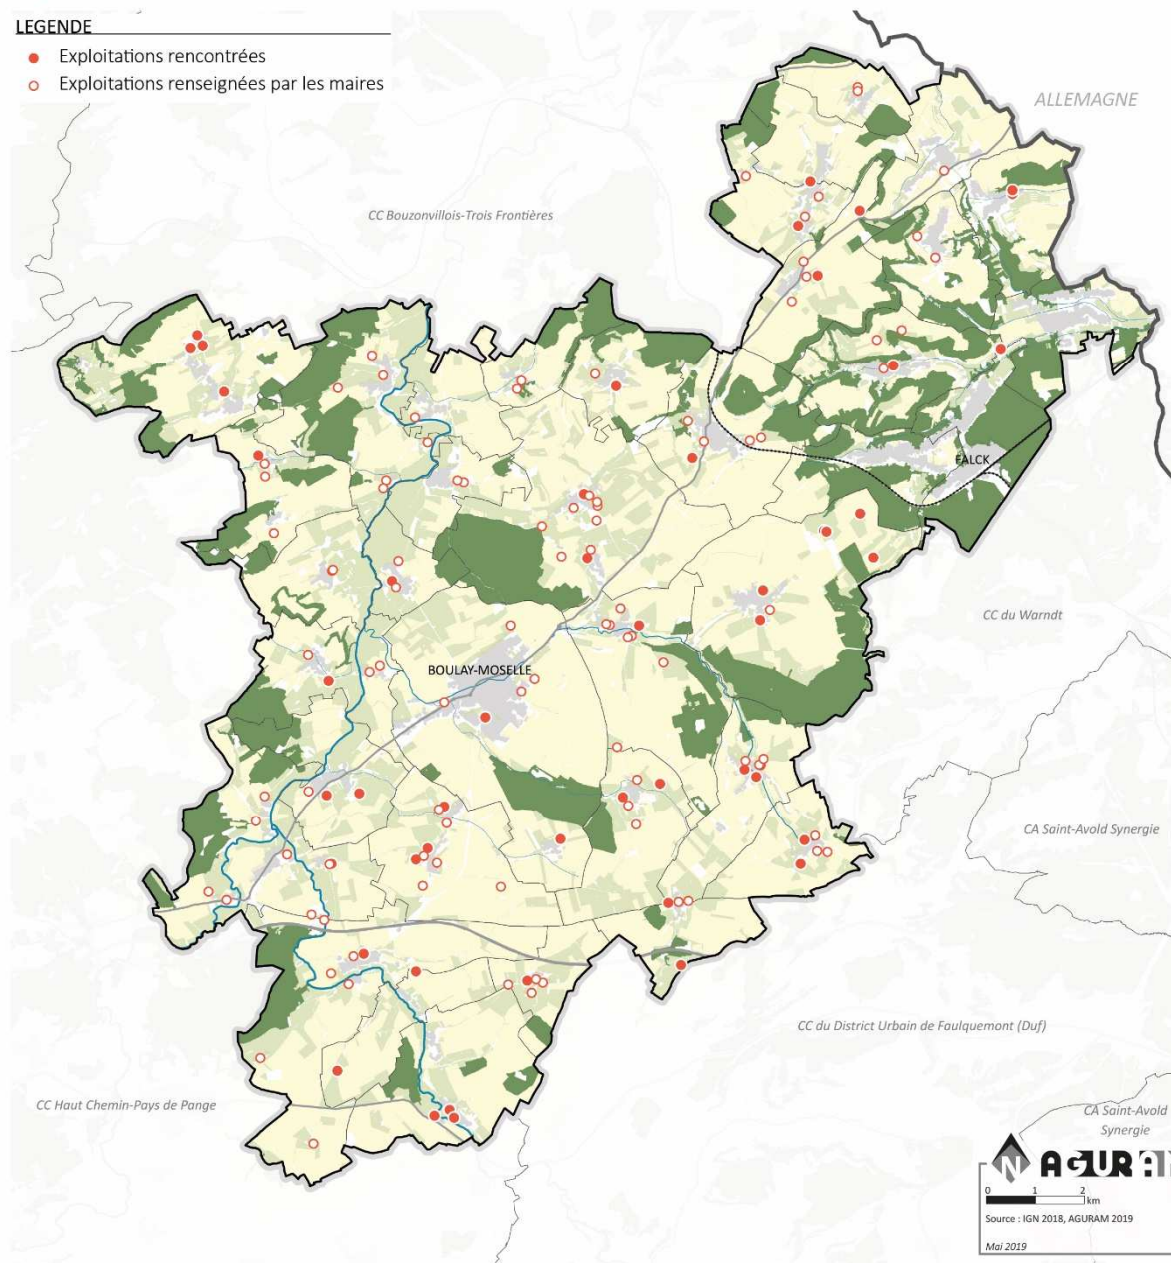 LEGENDE
Exploitations rencontrées
Exploitations renseignées par les maires
ALLEMAGNE
CC Bouzonvillois-Trois Frontières
FALCK
CC du Warndt
BOULAY-MOSELLE
CA Saint-Avold Synergie
CC du District Urbain de Faulquemont (Duf)
CC Haut Chemin-Pays de Pange
CA Saint-Avold
Synergie
N AGURA
0 1 2
km
Source : IGN 2018, AGURAM 2019
Mai 2019